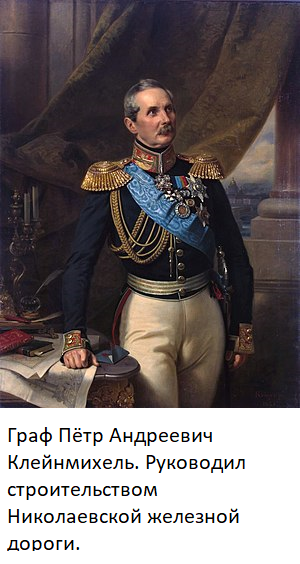 Граф Пётр Андреевич
Клейнмихель. Руководил
строительством
Николаевской железной
дороги.